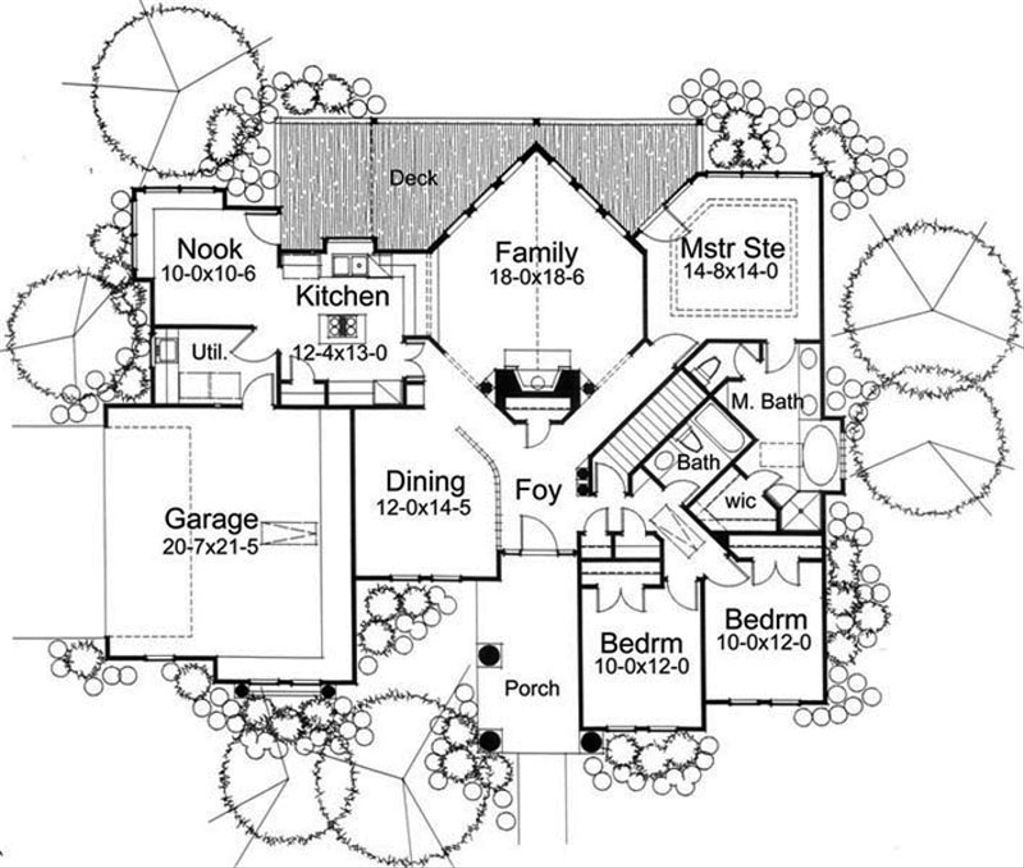 Deck
Nook
10-0x10-6
Family
18-0x18-6
Mstr Ste
14-8x14-0
Kitchen
12-4x13-0
Util.
M. Bath
Bath
wic
Dining
12-0x14-5
Foy
Garage
20-7x21-5
Bedrm
10-0x12-0
Bedrm
10-0x12-0
Porch